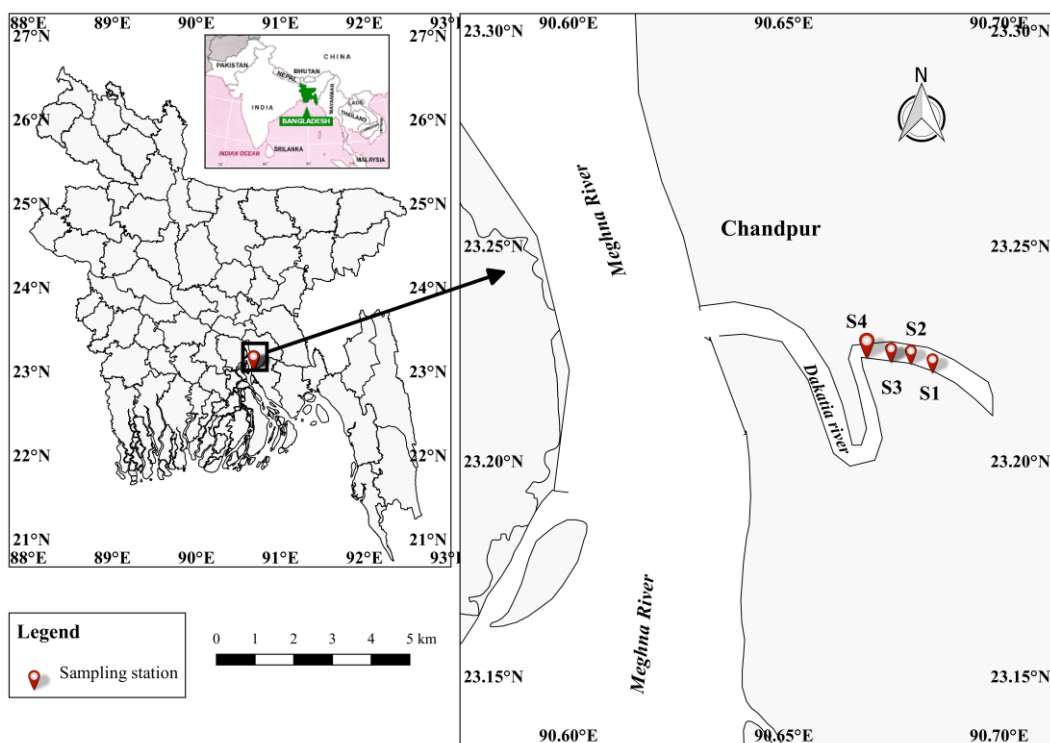 88°E 89°E 90°E 91°E 92°E 93°
27°N
27°N
26°N
26°N
25°N
25°N
24°N
24°N
23°N
23°N
22°N
22°N
21°N
21°N
88°E 89°E 90°E 91°E 92°E 93°
CHINA
PAKISTAN
NEPAL
BHUTAN
INDIA
MAYANMAR
BANGLADESH
LAOS
THAILAND
INDIAN OCEAN
SRILANKA
MALAYSIA
90.60°E 90.65°E 90.70°E
23.30°N
23.30°N
N
Meghna River
Chandpur
23.25°N
23.25°N
S4
S2
S3
S1
Dakatia river
23.20°N
23.20°N
Meghna River
23.15°N
23.15°N
90.60°E 90.65°E 90.70°E
Legend
Sampling station
0 1 2 3 4 5 km